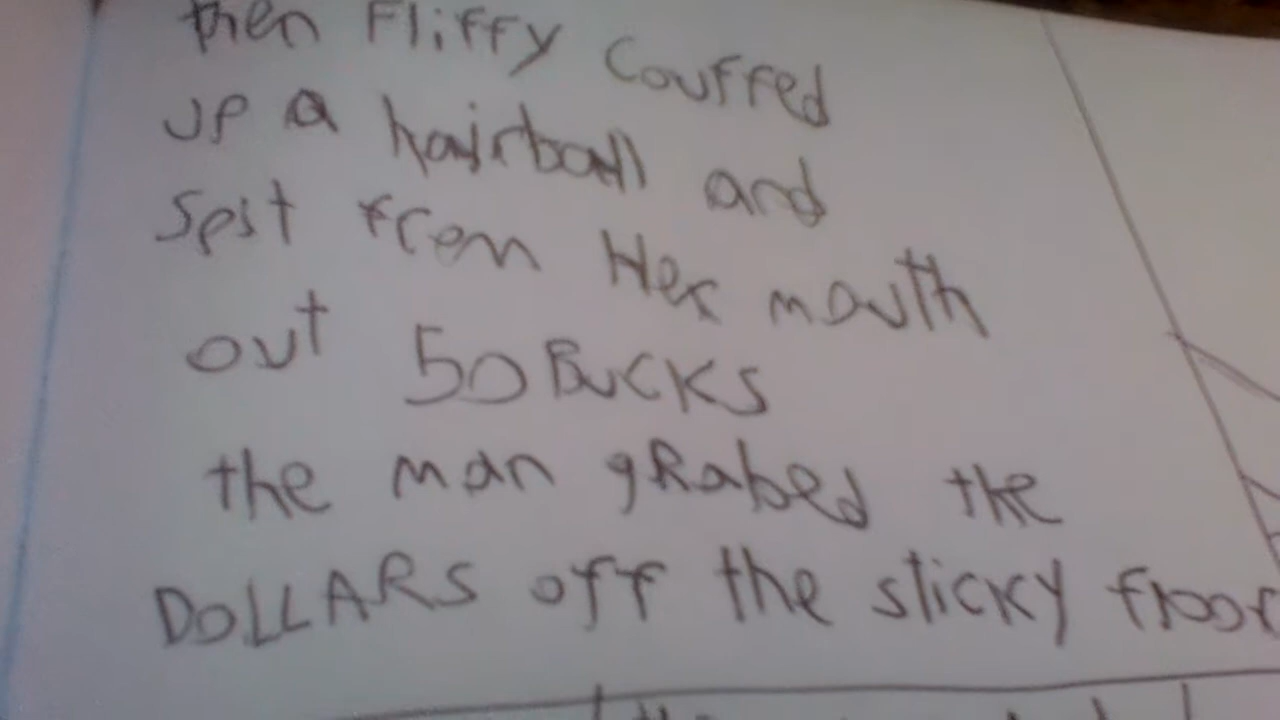 then Fliffy Couffed
up a hairball and
Spit from Her mouth
out 50 BUCKS
the man gRabed the
DOLLARS off the sticky floor